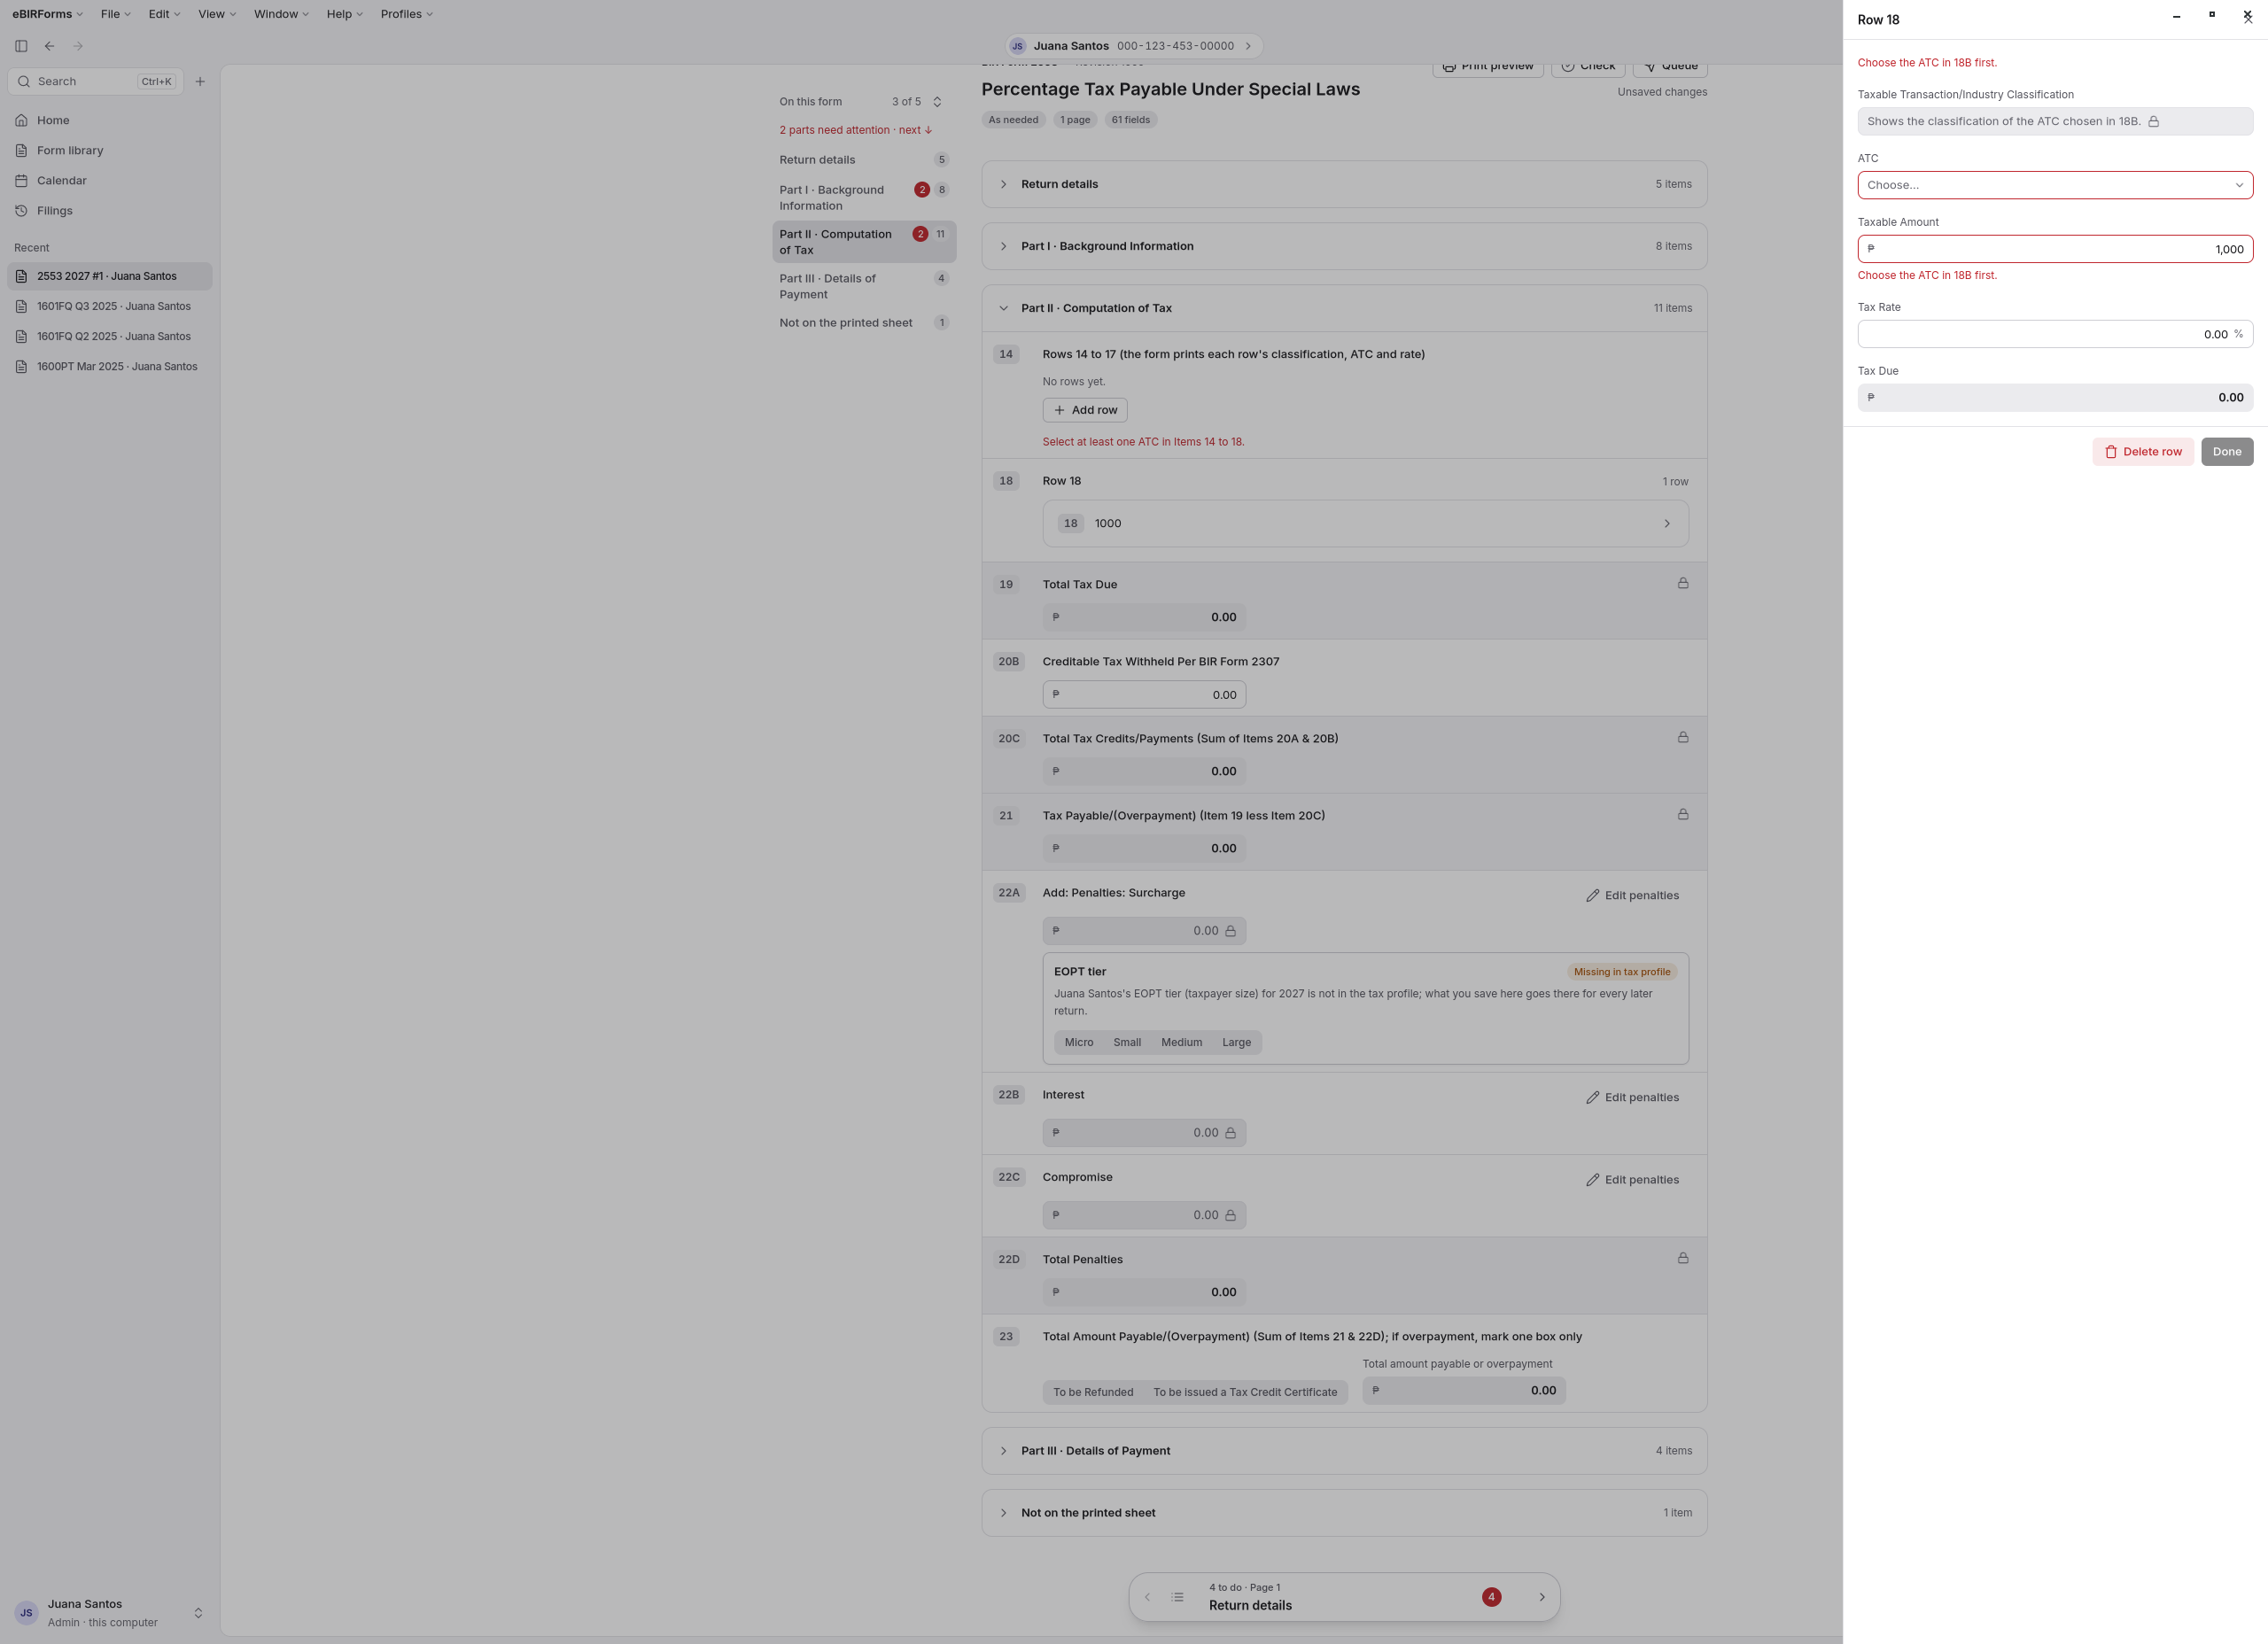 eBIRForms File Edit View Window Help Profiles
JS Juana Santos 000-123-453-00000
Search Ctrl+K
Home
Form library
Calendar
Filings
Recent
2553 2027 #1 · Juana Santos
1601FQ Q3 2025 · Juana Santos
1601FQ Q2 2025 · Juana Santos
1600PT Mar 2025 · Juana Santos
JS Juana Santos
Admin · this computer
On this form 3 of 5
2 parts need attention · next ↓
Return details 5
Part I · Background Information 2 8
Part II · Computation of Tax 2 11
Part III · Details of Payment 4
Not on the printed sheet 1
Print preview Check Queue
Percentage Tax Payable Under Special Laws
Unsaved changes
As needed 1 page 61 fields
Return details 5 items
Part I · Background Information 8 items
Part II · Computation of Tax 11 items
14 Rows 14 to 17 (the form prints each row's classification, ATC and rate)
No rows yet.
Add row
Select at least one ATC in Items 14 to 18.
18 Row 18 1 row
18 1000
19 Total Tax Due
₱ 0.00
20B Creditable Tax Withheld Per BIR Form 2307
₱ 0.00
20C Total Tax Credits/Payments (Sum of Items 20A & 20B)
₱ 0.00
21 Tax Payable/(Overpayment) (Item 19 less Item 20C)
₱ 0.00
22A Add: Penalties: Surcharge Edit penalties
₱ 0.00
EOPT tier Missing in tax profile
Juana Santos's EOPT tier (taxpayer size) for 2027 is not in the tax profile; what you save here goes there for every later
return.
Micro Small Medium Large
22B Interest Edit penalties
₱ 0.00
22C Compromise Edit penalties
₱ 0.00
22D Total Penalties
₱ 0.00
23 Total Amount Payable/(Overpayment) (Sum of Items 21 & 22D); if overpayment, mark one box only
Total amount payable or overpayment
To be Refunded To be issued a Tax Credit Certificate ₱ 0.00
Part III · Details of Payment 4 items
Not on the printed sheet 1 item
4 to do · Page 1
Return details 4
Row 18
Choose the ATC in 18B first.
Taxable Transaction/Industry Classification
Shows the classification of the ATC chosen in 18B.
ATC
Choose...
Taxable Amount
₱ 1,000
Choose the ATC in 18B first.
Tax Rate
0.00 %
Tax Due
₱ 0.00
Delete row Done